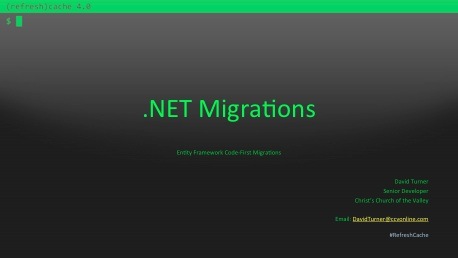 {refresh}cache 4.0
$
.NET Migrations
Entity Framework Code-First Migrations
David Turner
Senior Developer
Christ's Church of the Valley
Email: DavidTurner@ccvonline.com
#RefreshCache